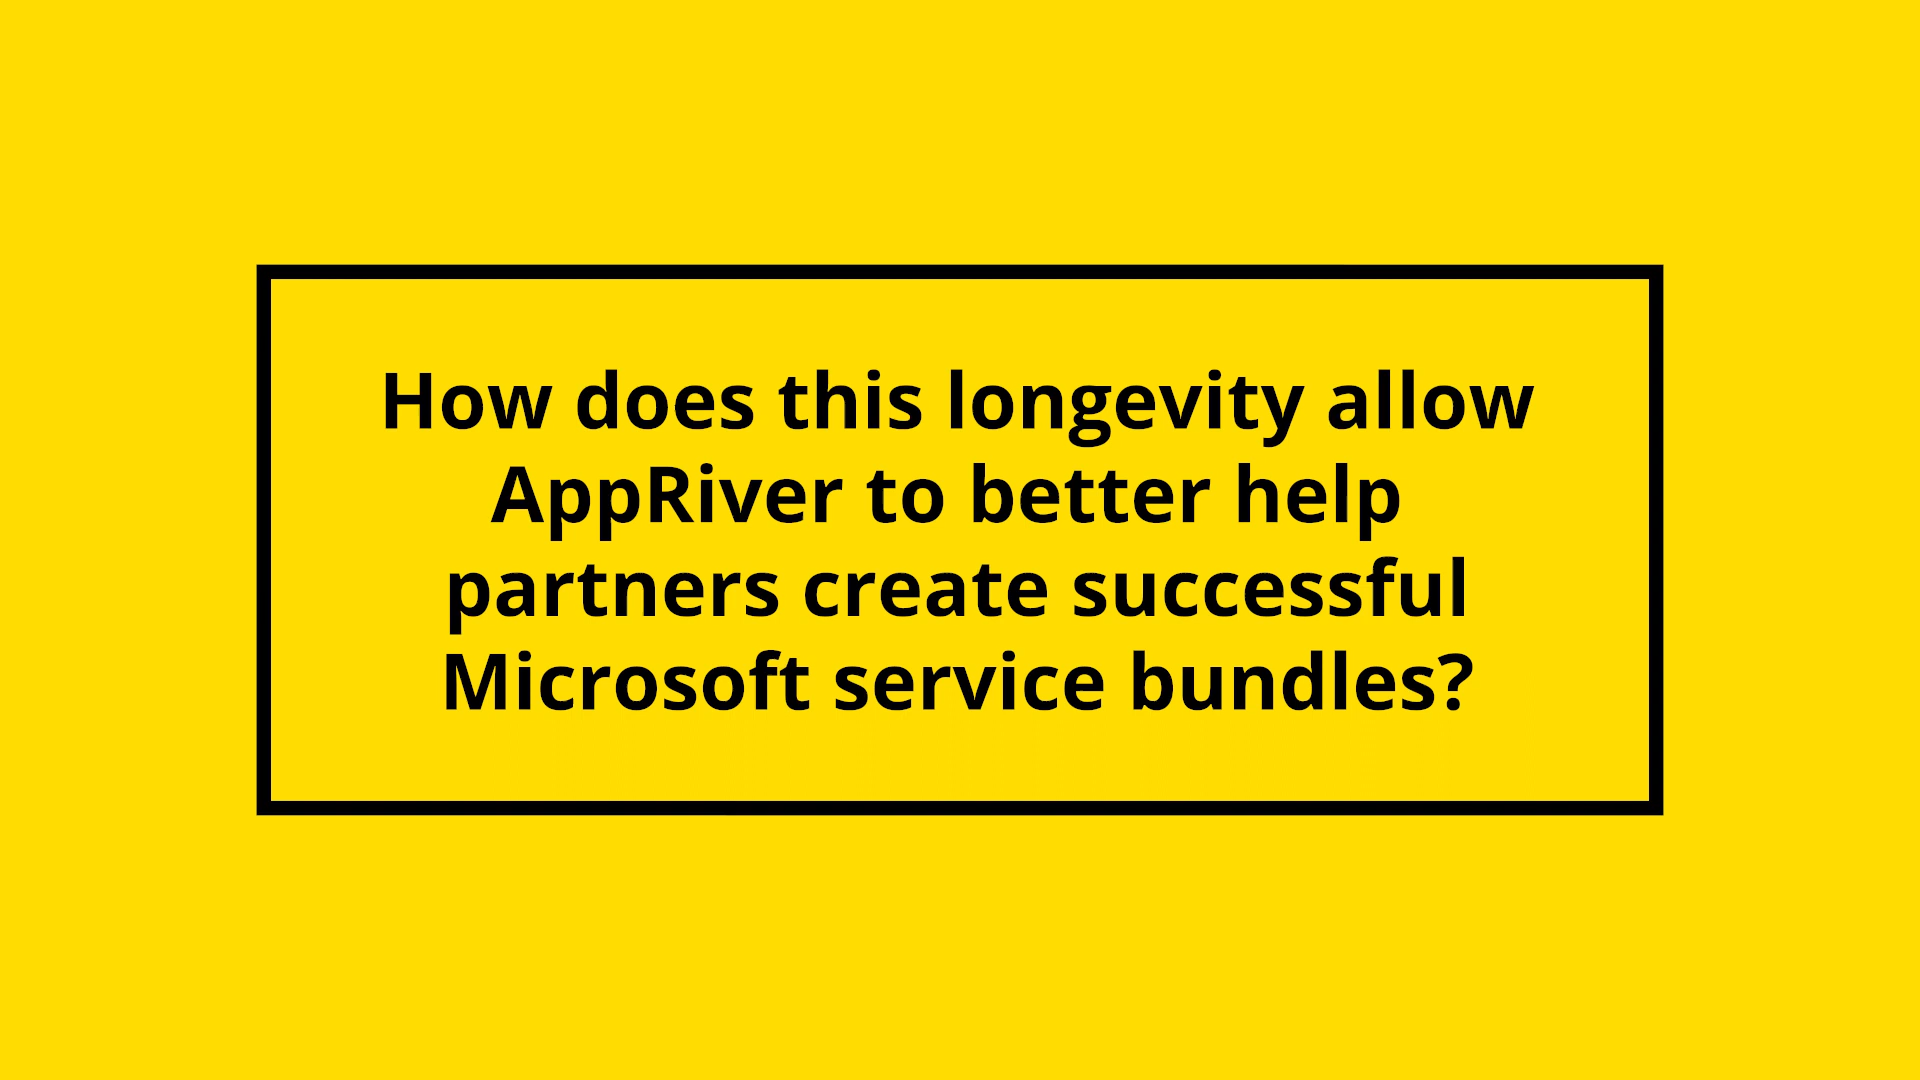 How does this longevity allow
AppRiver to better help
partners create successful
Microsoft service bundles?